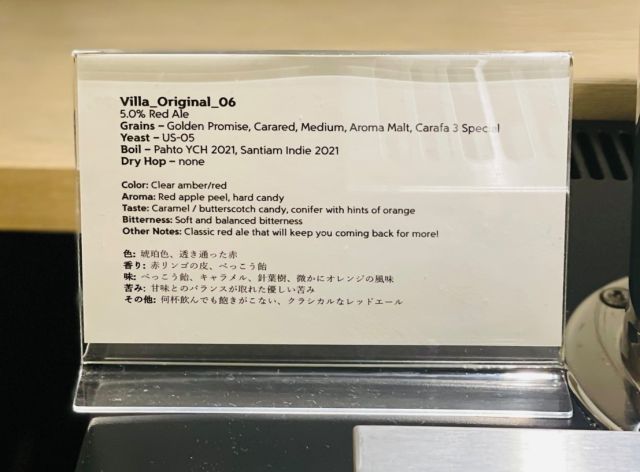 Villa_Original_06
5.0% Red Ale
Grains – Golden Promise, Carared, Medium, Aroma Malt, Carafa 3 Special
Yeast – US-05
Boil – Pahto YCH 2021, Santiam Indie 2021
Dry Hop – none
Color: Clear amber/red
Aroma: Red apple peel, hard candy
Taste: Caramel / butterscotch candy, conifer with hints of orange
Bitterness: Soft and balanced bitterness
Other Notes: Classic red ale that will keep you coming back for more!
色: 琥珀色、透き通った赤
香り: 赤リンゴの皮、べっこう飴
味: べっこう飴、キャラメル、針葉樹、微かにオレンジの風味
苦み: 甘味とのバランスが取れた優しい苦み
その他: 何杯飲んでも飽きがこない、クラシカルなレッドエール